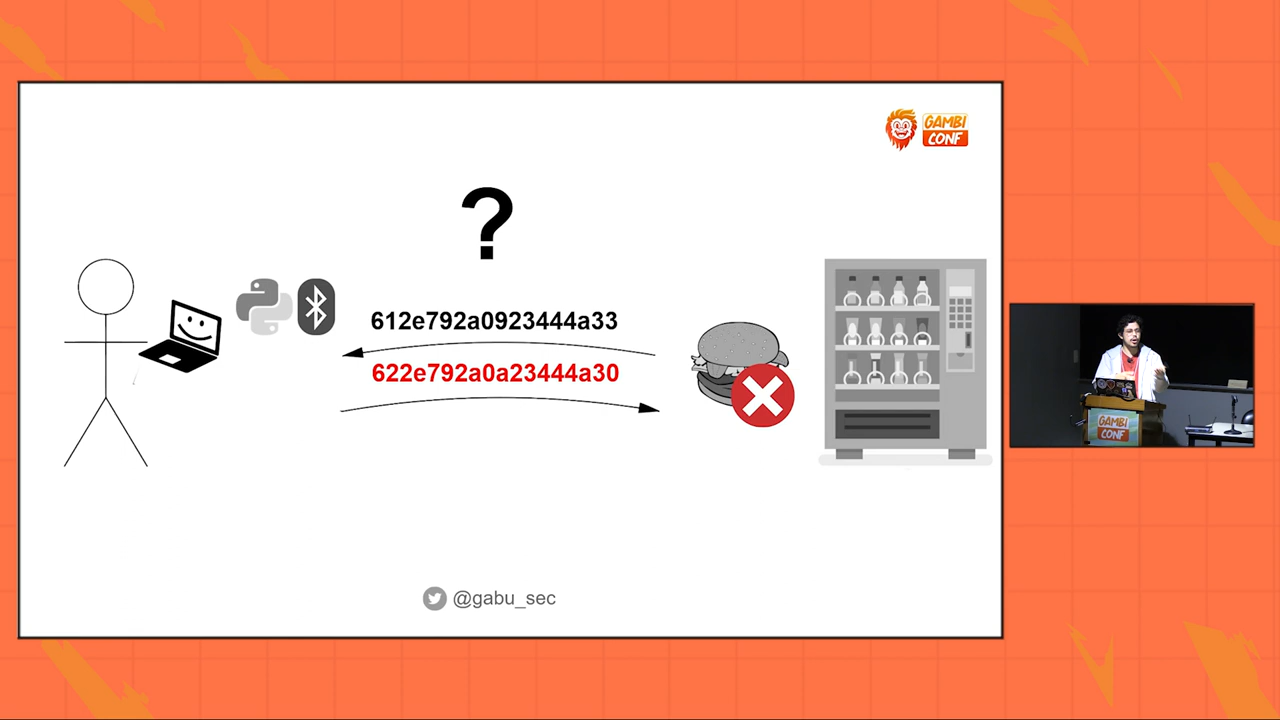 GAMBI
CONF
?
612e792a0923444a33
622e792a0a23444a30
@gabu_sec
GAMBI
CONF